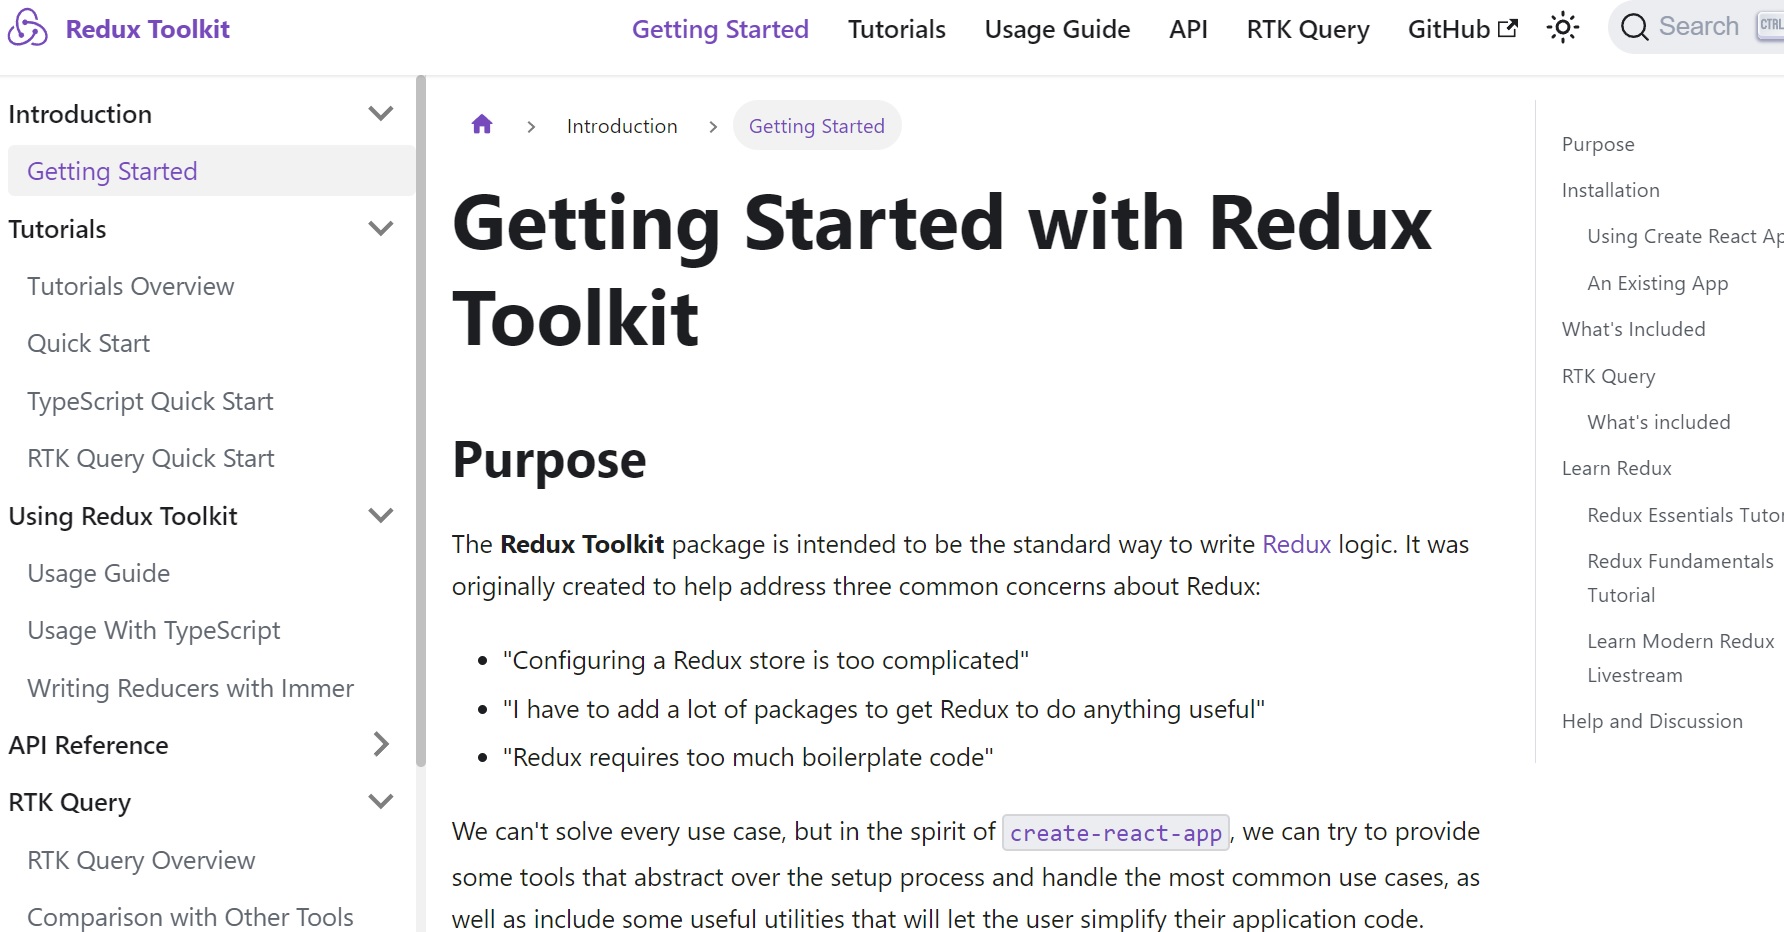 Redux Toolkit
Getting Started
Tutorials
Usage Guide
API
RTK Query
GitHub
Search
CTRL
Introduction
Getting Started
Tutorials
Tutorials Overview
Quick Start
TypeScript Quick Start
RTK Query Quick Start
Using Redux Toolkit
Usage Guide
Usage With TypeScript
Writing Reducers with Immer
API Reference
RTK Query
RTK Query Overview
Comparison with Other Tools
Introduction
Getting Started
Getting Started with Redux
Toolkit
Purpose
The Redux Toolkit package is intended to be the standard way to write Redux logic. It was
originally created to help address three common concerns about Redux:
"Configuring a Redux store is too complicated"
"I have to add a lot of packages to get Redux to do anything useful"
"Redux requires too much boilerplate code"
We can't solve every use case, but in the spirit of create-react-app, we can try to provide
some tools that abstract over the setup process and handle the most common use cases, as
well as include some useful utilities that will let the user simplify their application code.
Purpose
Installation
Using Create React Ap
An Existing App
What's Included
RTK Query
What's included
Learn Redux
Redux Essentials Tutor
Redux Fundamentals
Tutorial
Learn Modern Redux
Livestream
Help and Discussion